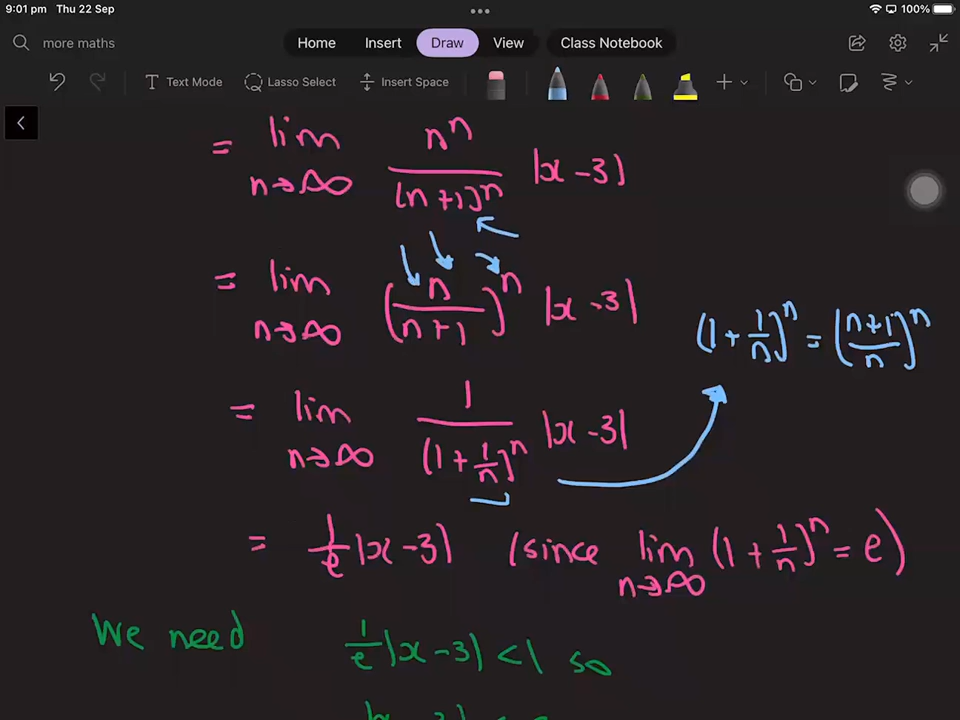 9:01 pm Thu 22 Sep 100%
more maths Home Insert Draw View Class Notebook
Text Mode Lasso Select Insert Space
= lim n→∞ n^n / (n+1)^n |x-3|
= lim n→∞ (n/(n+1))^n |x-3|
(1+1/n)^n = ((n+1)/n)^n
= lim n→∞ 1/(1+1/n)^n |x-3|
= 1/e |x-3| (since lim n→∞ (1+1/n)^n = e)
We need 1/e |x-3| <1 so